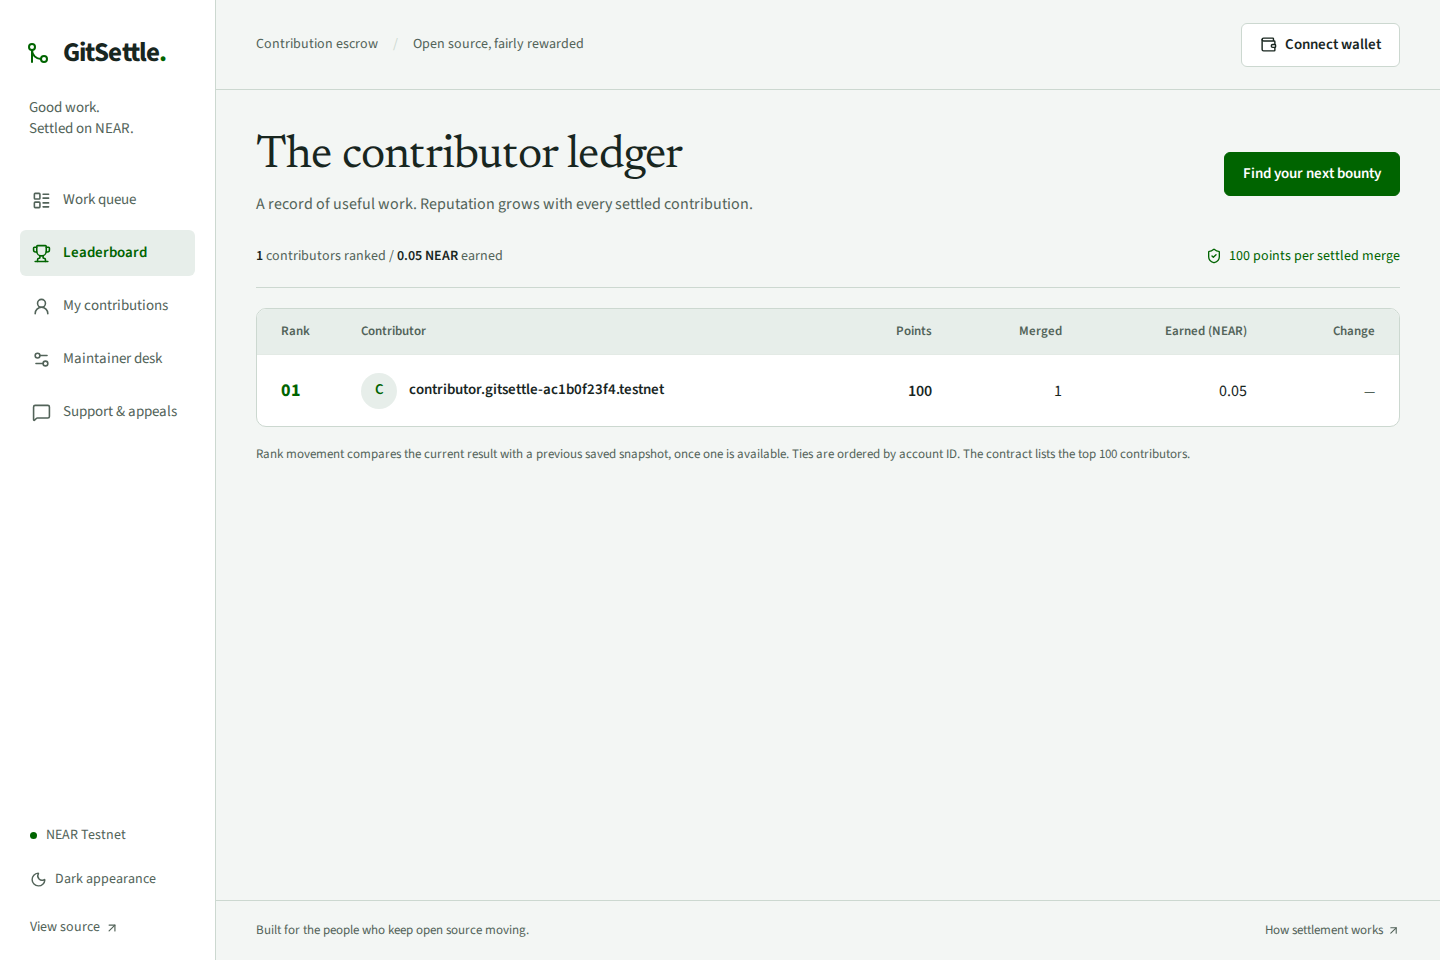 GitSettle.
Good work.
Settled on NEAR.
Work queue
Leaderboard
My contributions
Maintainer desk
Support & appeals
NEAR Testnet
Dark appearance
View source
Contribution escrow / Open source, fairly rewarded
Connect wallet
The contributor ledger
A record of useful work. Reputation grows with every settled contribution.
Find your next bounty
1 contributors ranked / 0.05 NEAR earned
100 points per settled merge
Rank Contributor Points Merged Earned (NEAR) Change
01 C contributor.gitsettle-ac1b0f23f4.testnet 100 1 0.05 —
Rank movement compares the current result with a previous saved snapshot, once one is available. Ties are ordered by account ID. The contract lists the top 100 contributors.
Built for the people who keep open source moving.
How settlement works